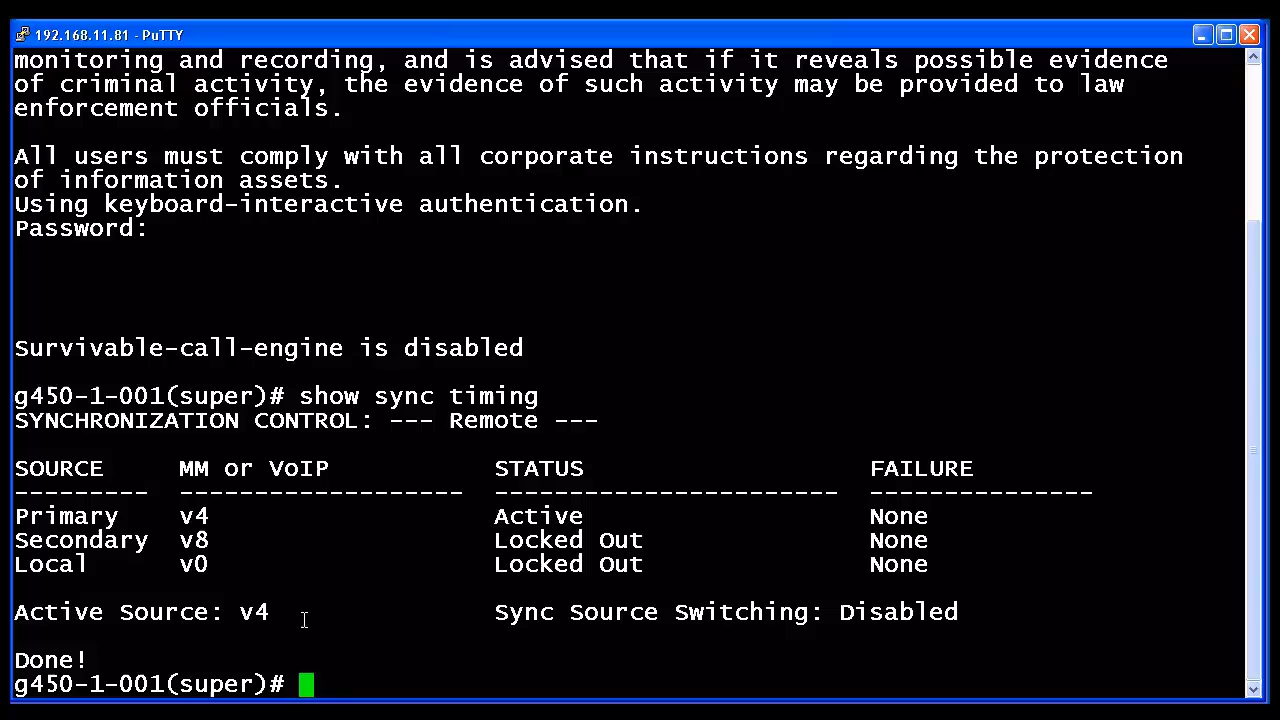 192.168.11.81 - PuTTY
monitoring and recording, and is advised that if it reveals possible evidence
of criminal activity, the evidence of such activity may be provided to law
enforcement officials.
All users must comply with all corporate instructions regarding the protection
of information assets.
Using keyboard-interactive authentication.
Password:
Survivable-call-engine is disabled
g450-1-001(super)# show sync timing
SYNCHRONIZATION CONTROL: --- Remote ---
SOURCE MM or VoIP STATUS FAILURE
--------- ------------------- ----------------------- ---------------
Primary v4 Active None
Secondary v8 Locked Out None
Local v0 Locked Out None
Active Source: v4 Sync Source Switching: Disabled
Done!
g450-1-001(super)#